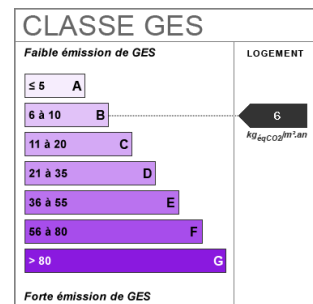 CLASSE GES
Faible émission de GES
LOGEMENT
≤ 5 A
6 à 10 B
6
kgéqCO2/m².an
11 à 20 C
21 à 35 D
36 à 55 E
56 à 80 F
> 80 G
Forte émission de GES